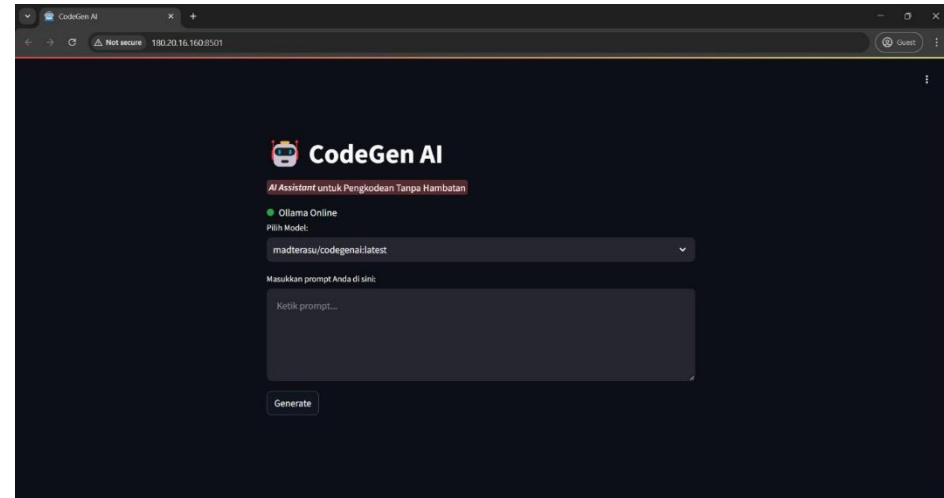 CodeGen AI
Not secure 180.20.16.160:8501
Guest
CodeGen AI
AI Assistant untuk Pengkodean Tanpa Hambatan
Ollama Online
Pilih Model:
madterasu/codegenai:latest
Masukkan prompt Anda di sini:
Ketik prompt...
Generate